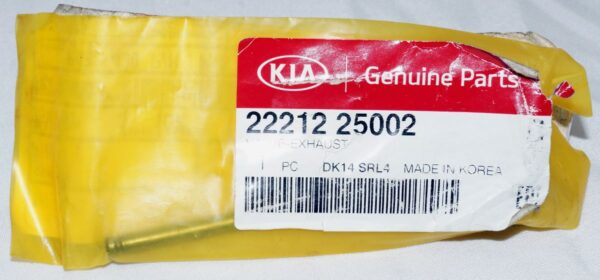 KIA Genuine Parts
22212 25002
EXHAUST
1 PC DK14 SRL4 MADE IN KOREA